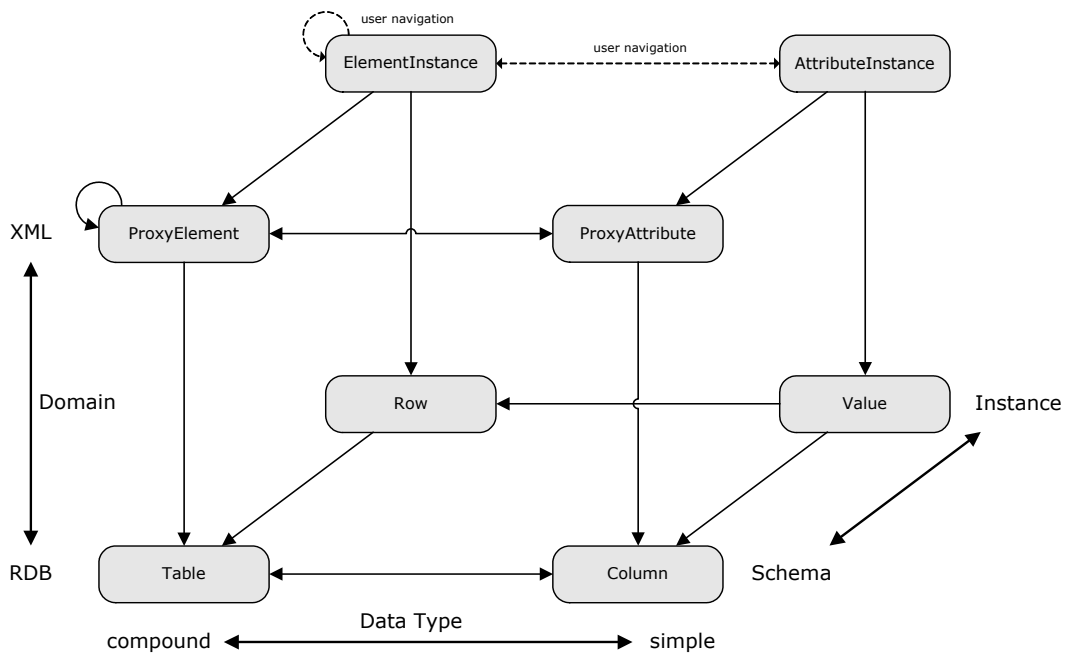 user navigation
ElementInstance
user navigation
AttributeInstance
XML
ProxyElement
ProxyAttribute
Domain
Row
Value
Instance
RDB
Table
Column
Schema
Data Type
compound
simple